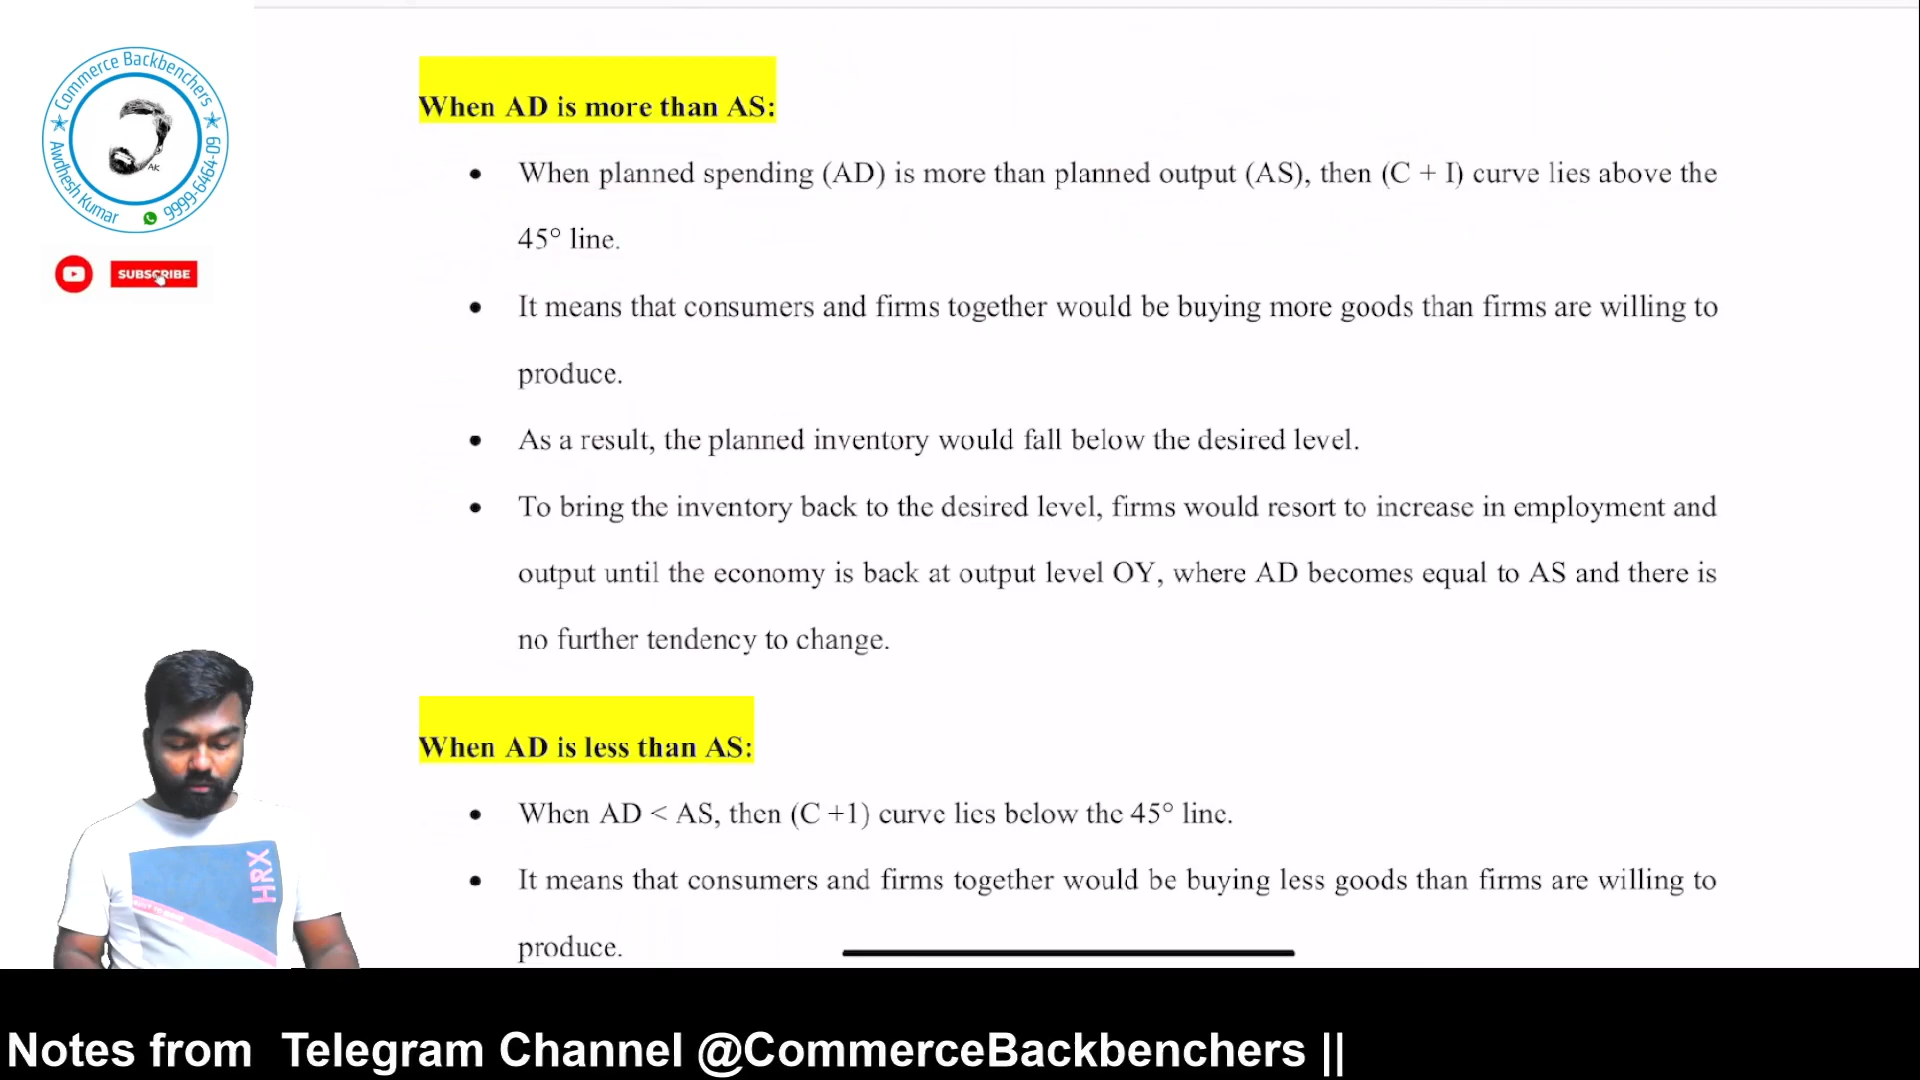 Commerce Backbenchers
Awdhesh Kumar
9999-6464-09
AK
SUBSCRIBE
When AD is more than AS:
• When planned spending (AD) is more than planned output (AS), then (C + I) curve lies above the
45° line.
• It means that consumers and firms together would be buying more goods than firms are willing to
produce.
• As a result, the planned inventory would fall below the desired level.
• To bring the inventory back to the desired level, firms would resort to increase in employment and
output until the economy is back at output level OY, where AD becomes equal to AS and there is
no further tendency to change.
When AD is less than AS:
• When AD < AS, then (C +1) curve lies below the 45° line.
• It means that consumers and firms together would be buying less goods than firms are willing to
produce.
HRX
Notes from Telegram Channel @CommerceBackbenchers ||